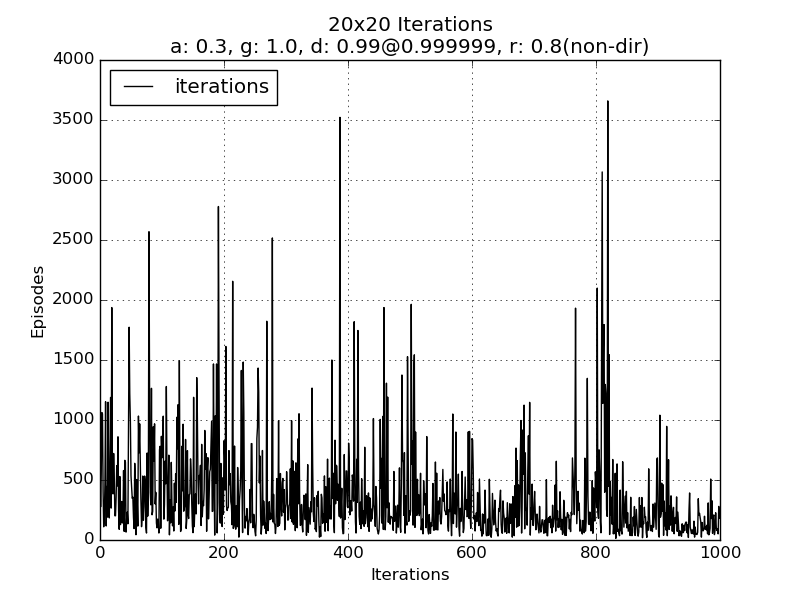 20x20 Iterations
a: 0.3, g: 1.0, d: 0.99@0.999999, r: 0.8(non-dir)
iterations
4000
3500
3000
2500
2000
1500
1000
500
0
Episodes
0 200 400 600 800 1000
Iterations